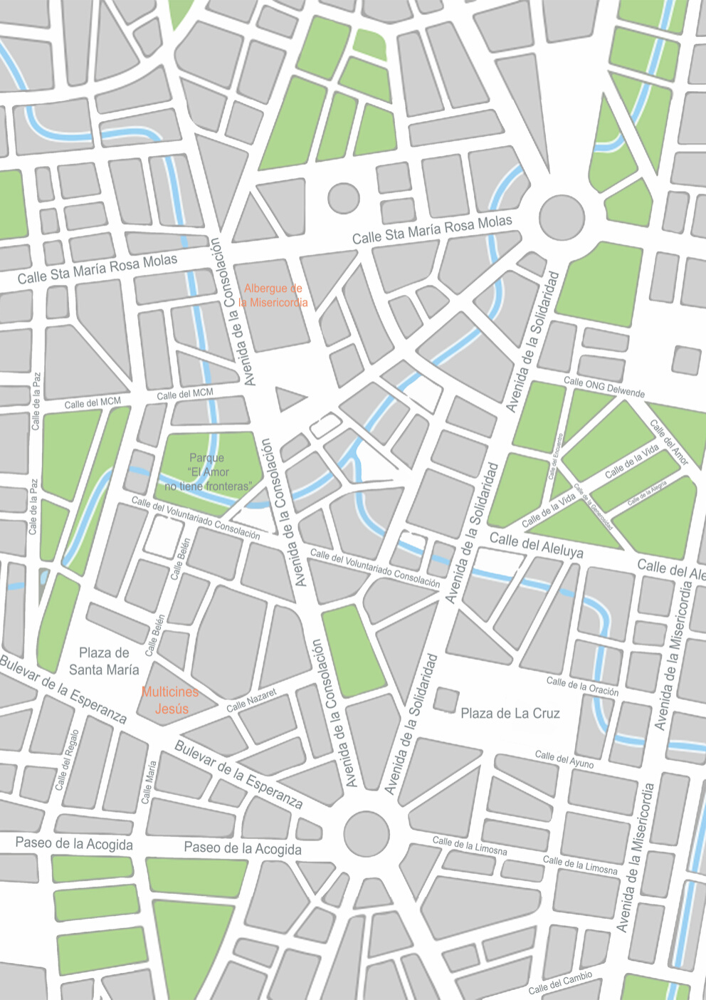 Calle Sta María Rosa Molas
Calle Sta María Rosa Molas
Avenida de la Consolación
Albergue de
la Misericordia
Avenida de la Solidaridad
Calle de la Paz
Calle del MCM
Calle del MCM
Calle ONG Delwende
Calle del Amor
Calle del Encuentro
Calle de la Vida
Calle de la Vida
Calle de la Alegria
Calle de la Generosidad
Parque
“El Amor
no tiene fronteras”
Avenida de la Consolación
Avenida de la Solidaridad
Calle de la Paz
Calle del Voluntariado Consolación
Calle del Voluntariado Consolación
Calle del Aleluya
Calle del Ale
Calle Belén
Calle Belén
Avenida de la Misericordia
Plaza de
Santa María
Bulevar de la Esperanza
Multicines
Jesús
Calle Nazaret
Avenida de la Consolación
Avenida de la Solidaridad
Calle de la Oración
Plaza de La Cruz
Calle del Regalo
Calle María
Bulevar de la Esperanza
Calle del Ayuno
Avenida de la Misericordia
Paseo de la Acogida
Paseo de la Acogida
Calle de la Limosna
Calle de la Limosna
Calle del Cambio